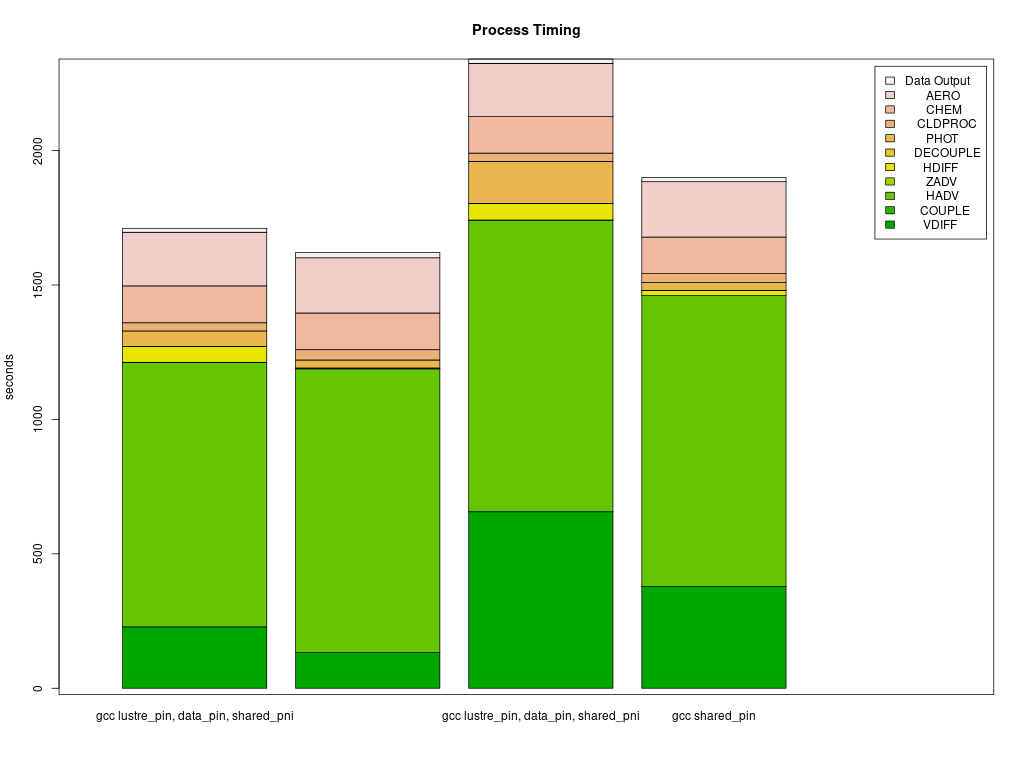 Process Timing
Data Output
AERO
CHEM
CLDPROC
PHOT
DECOUPLE
HDIFF
ZADV
HADV
COUPLE
VDIFF
seconds
2000
1500
1000
500
0
gcc lustre_pin, data_pin, shared_pni
gcc lustre_pin, data_pin, shared_pni
gcc shared_pin